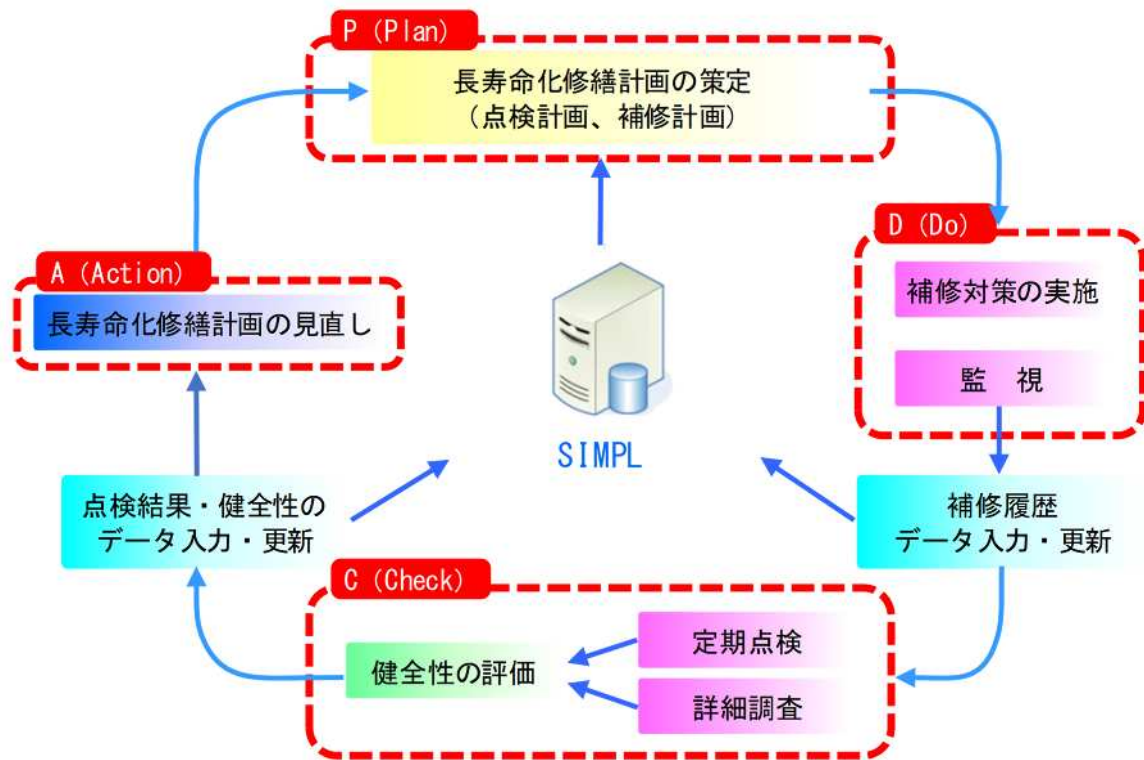 P (Plan)
長寿命化修繕計画の策定
(点検計画、補修計画)
D (Do)
補修対策の実施
監　視
A (Action)
長寿命化修繕計画の見直し
SIMPL
点検結果・健全性の
データ入力・更新
補修履歴
データ入力・更新
C (Check)
定期点検
健全性の評価
詳細調査